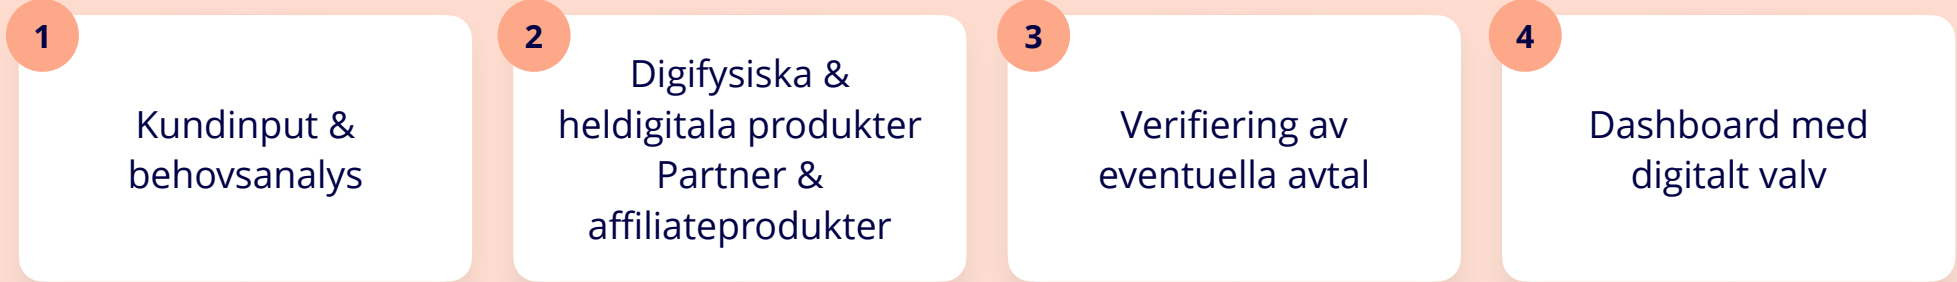 1
Kundinput &
behovsanalys
2
Digifysiska &
heldigitala produkter
Partner &
affiliateprodukter
3
Verifiering av
eventuella avtal
4
Dashboard med
digitalt valv